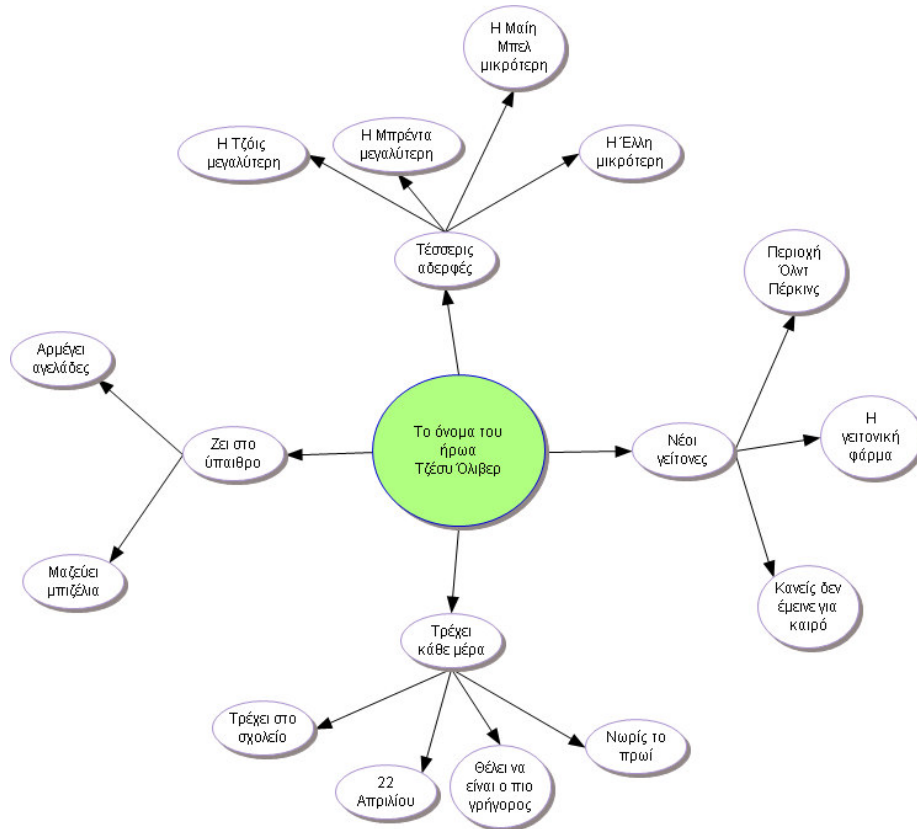 Η Μαίη
Μπελ
μικρότερη
Η Τζόις
μεγαλύτερη
Η Μπρέντα
μεγαλύτερη
Η Έλλη
μικρότερη
Τέσσερις
αδερφές
Περιοχή
Όλντ
Πέρκινς
Αρμέγει
αγελάδες
Ζει στο
ύπαιθρο
Το όνομα του
ήρωα
Τζέσυ Όλιβερ
Νέοι
γείτονες
Η
γειτονική
φάρμα
Μαζεύει
μπιζέλια
Κανείς δεν
έμεινε για
καιρό
Τρέχει
κάθε μέρα
Τρέχει στο
σχολείο
22
Απριλίου
Θέλει να
είναι ο πιο
γρήγορος
Νωρίς το
πρωί